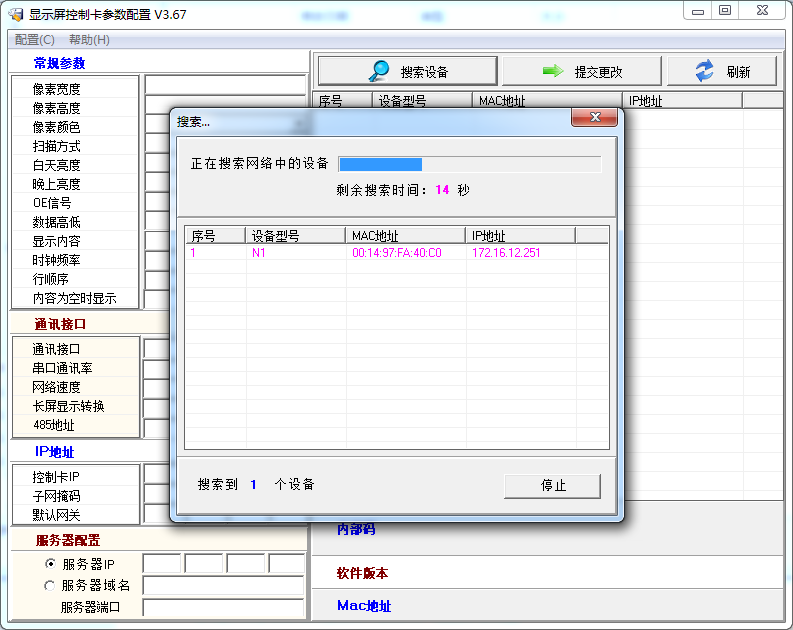 显示屏控制卡参数配置 V3.67
配置(C) 帮助(H)
常规参数
像素宽度
像素高度
像素颜色
扫描方式
白天亮度
晚上亮度
OE信号
数据高低
显示内容
时钟频率
行顺序
内容为空时显示
通讯接口
通讯接口
串口通讯率
网络速度
长屏显示转换
485地址
IP地址
控制卡IP
子网掩码
默认网关
服务器配置
服务器IP
服务器域名
服务器端口
搜索设备 提交更改 刷新
序号 设备型号 MAC地址 IP地址
搜索...
正在搜索网络中的设备
剩余搜索时间: 14 秒
序号 设备型号 MAC地址 IP地址
1 N1 00:14:97:FA:40:C0 172.16.12.251
搜索到 1 个设备
停止
内部码
软件版本
Mac地址